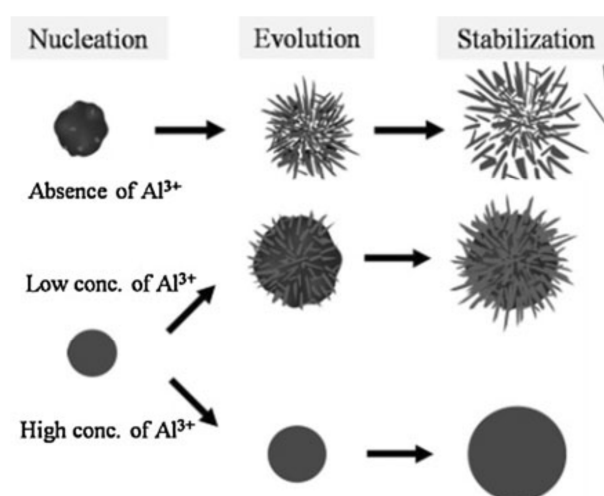 Nucleation
Evolution
Stabilization
Absence of Al³⁺
Low conc. of Al³⁺
High conc. of Al³⁺